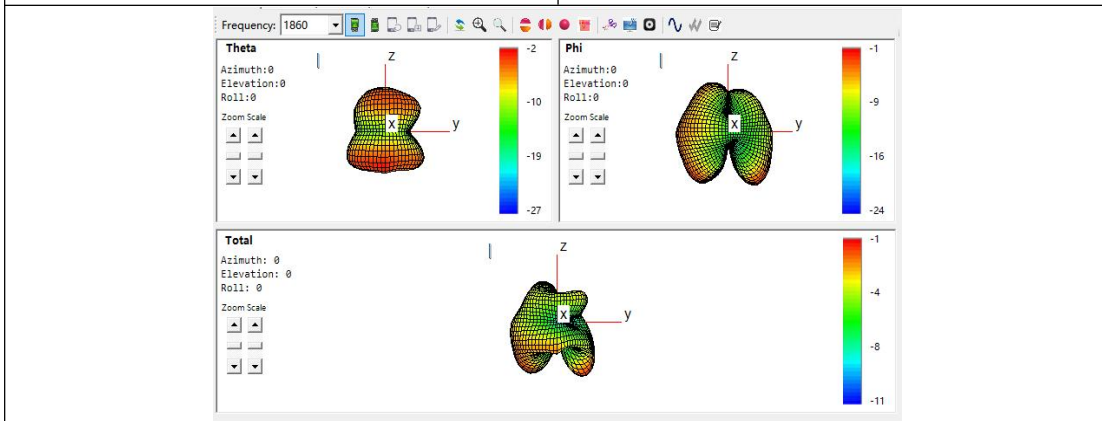 Frequency: 1860
Theta
Azimuth:0
Elevation:0
Roll:0
Zoom Scale
z
y
x
-2
-10
-19
-27
Phi
Azimuth:0
Elevation:0
Roll:0
Zoom Scale
z
y
x
-1
-9
-16
-24
Total
Azimuth: 0
Elevation: 0
Roll: 0
Zoom Scale
z
y
x
-1
-4
-8
-11